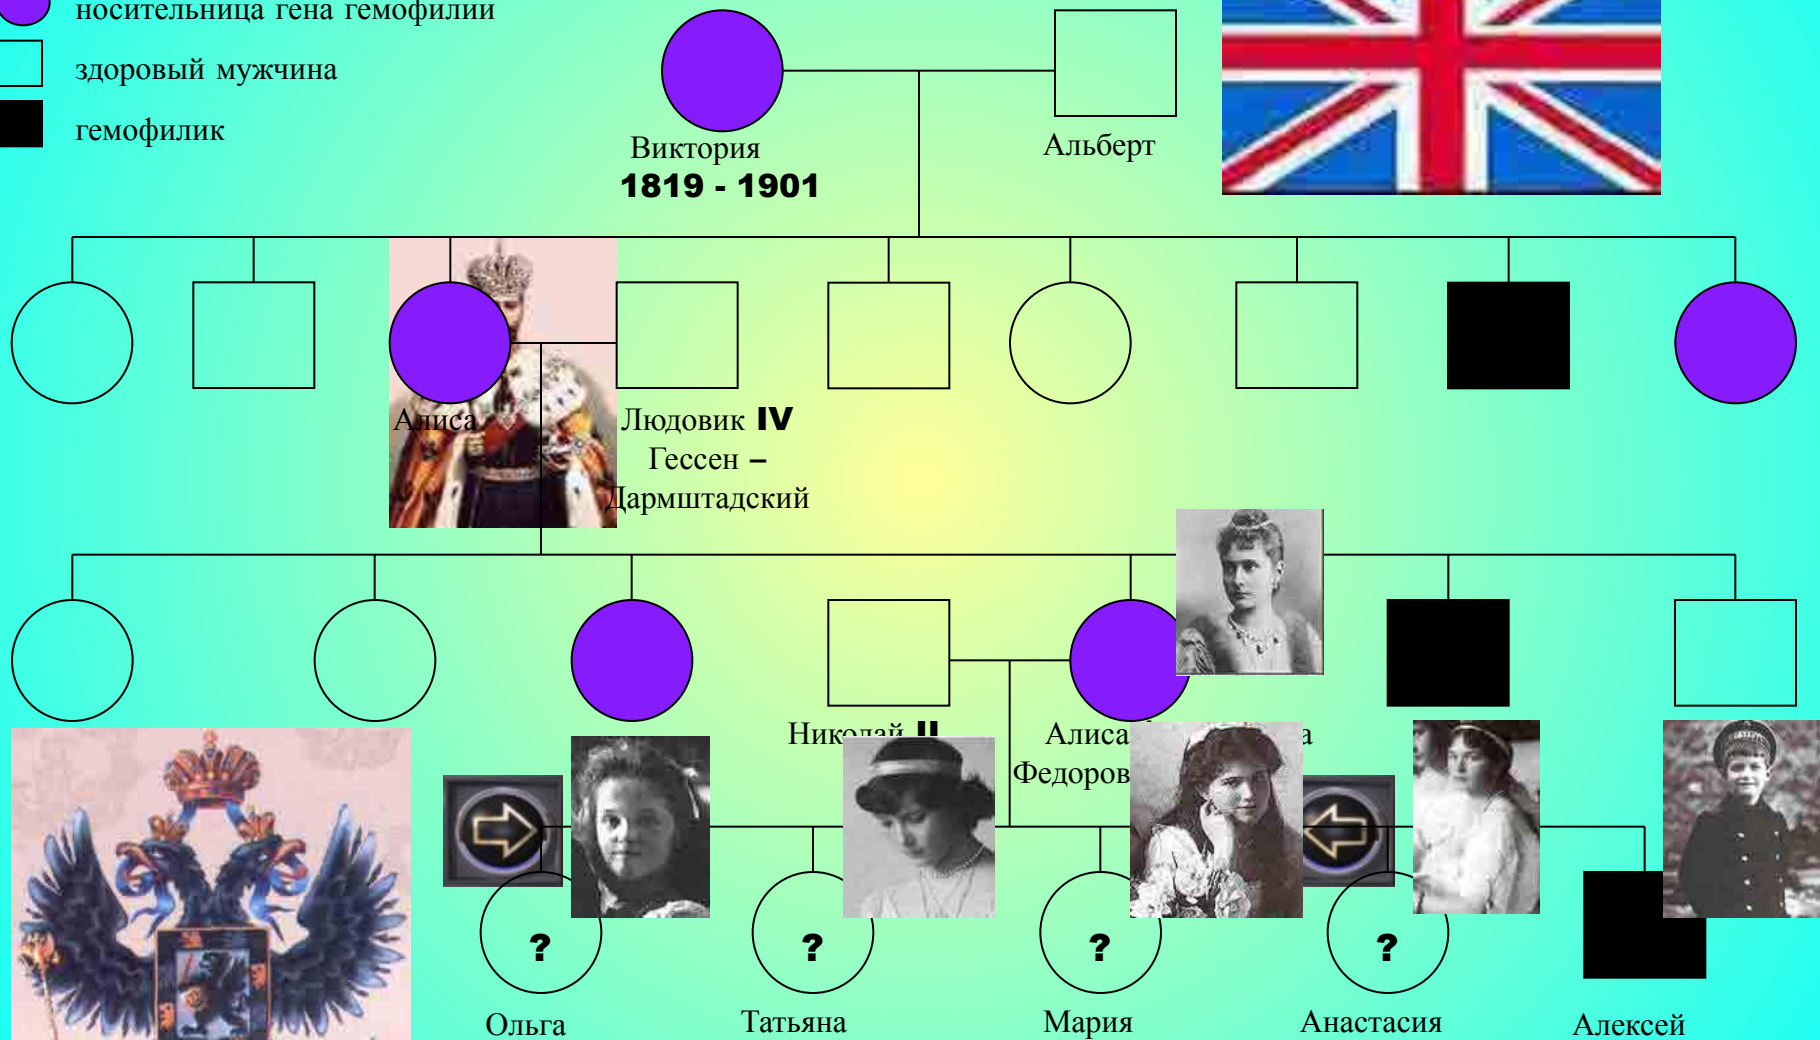 носительница гена гемофилии
здоровый мужчина
гемофилик
Виктория
1819 - 1901
Альберт
Алиса
Людовик IV
Гессен –
Дармштадский
Николай II
Алиса
Федоров
? ? ? ?
Ольга Татьяна Мария Анастасия Алексей